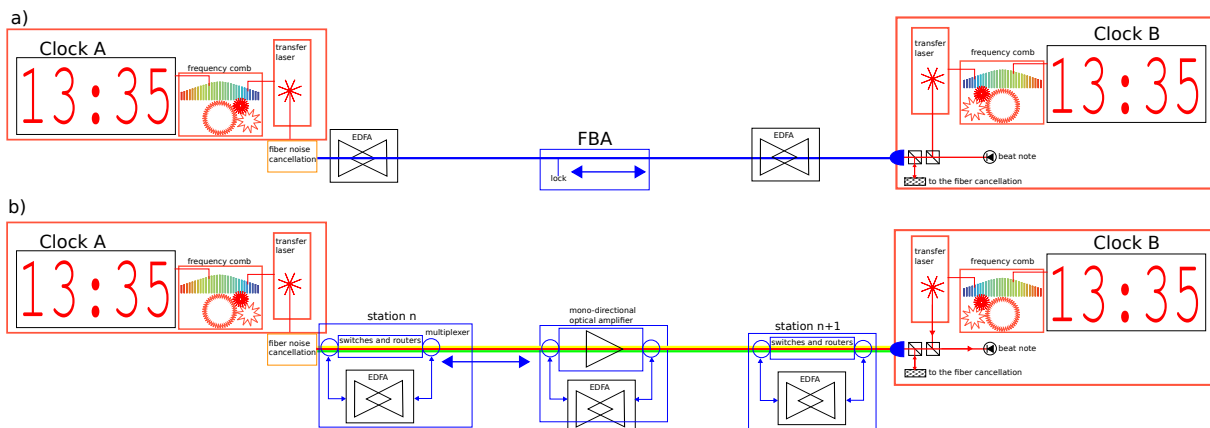 a)
Clock A
13:35
frequency comb
transfer
laser
fiber noise
cancellation
EDFA
FBA
lock
EDFA
transfer
laser
frequency comb
Clock B
13:35
beat note
to the fiber cancellation
b)
Clock A
13:35
frequency comb
transfer
laser
fiber noise
cancellation
station n
switches and routers
multiplexer
EDFA
mono-directional
optical amplifier
EDFA
station n+1
switches and routers
EDFA
transfer
laser
frequency comb
Clock B
13:35
beat note
to the fiber cancellation